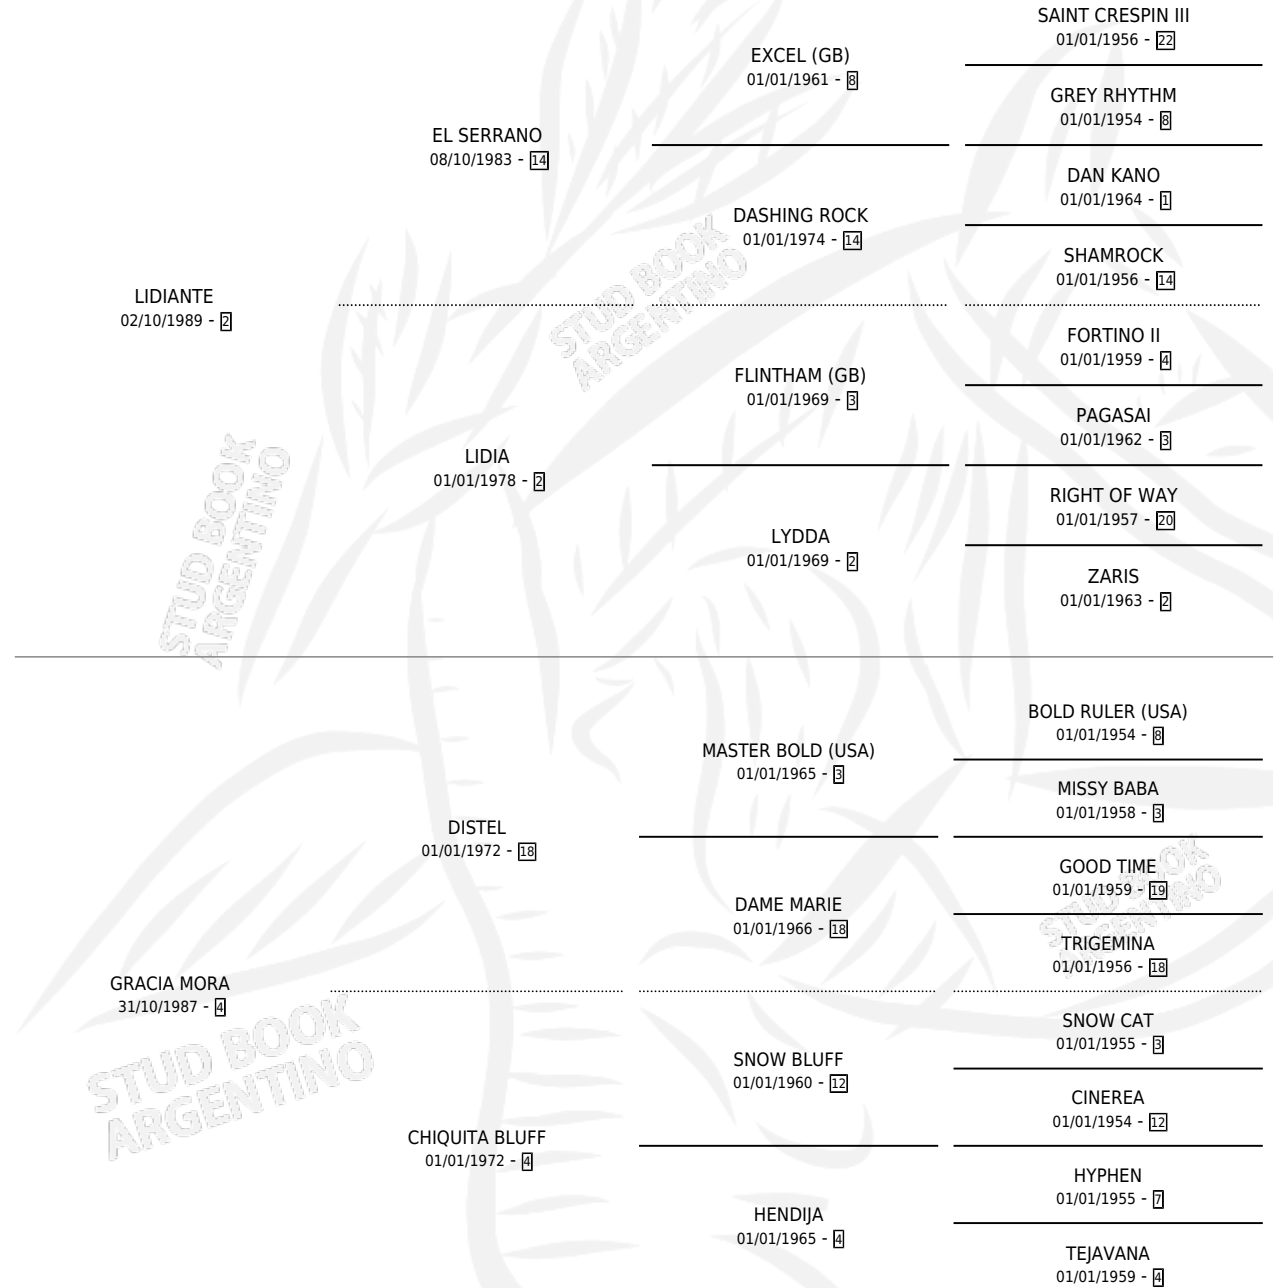 SAINT CRESPIN III
01/01/1956 - 22
EXCEL (GB)
01/01/1961 - 8
GREY RHYTHM
01/01/1954 - 8
EL SERRANO
08/10/1983 - 14
DAN KANO
01/01/1964 - 1
DASHING ROCK
01/01/1974 - 14
SHAMROCK
01/01/1956 - 14
LIDIANTE
02/10/1989 - 2
STUD BOOK
ARGENTINO
FORTINO II
01/01/1959 - 4
FLINTHAM (GB)
01/01/1969 - 3
PAGASAI
01/01/1962 - 3
LIDIA
01/01/1978 - 2
RIGHT OF WAY
01/01/1957 - 20
LYDDA
01/01/1969 - 2
ZARIS
01/01/1963 - 2
STUD BOOK
ARGENTINO
BOLD RULER (USA)
01/01/1954 - 8
MASTER BOLD (USA)
01/01/1965 - 3
MISSY BABA
01/01/1958 - 3
DISTEL
01/01/1972 - 18
GOOD TIME
01/01/1959 - 19
DAME MARIE
01/01/1966 - 18
TRIGEMINA
01/01/1956 - 18
STUD BOOK
ARGENTINO
GRACIA MORA
31/10/1987 - 4
SNOW CAT
01/01/1955 - 3
SNOW BLUFF
01/01/1960 - 12
CINEREA
01/01/1954 - 12
STUD BOOK
ARGENTINO
CHIQUITA BLUFF
01/01/1972 - 4
HYPHEN
01/01/1955 - 7
HENDIJA
01/01/1965 - 4
TEJAVANA
01/01/1959 - 4